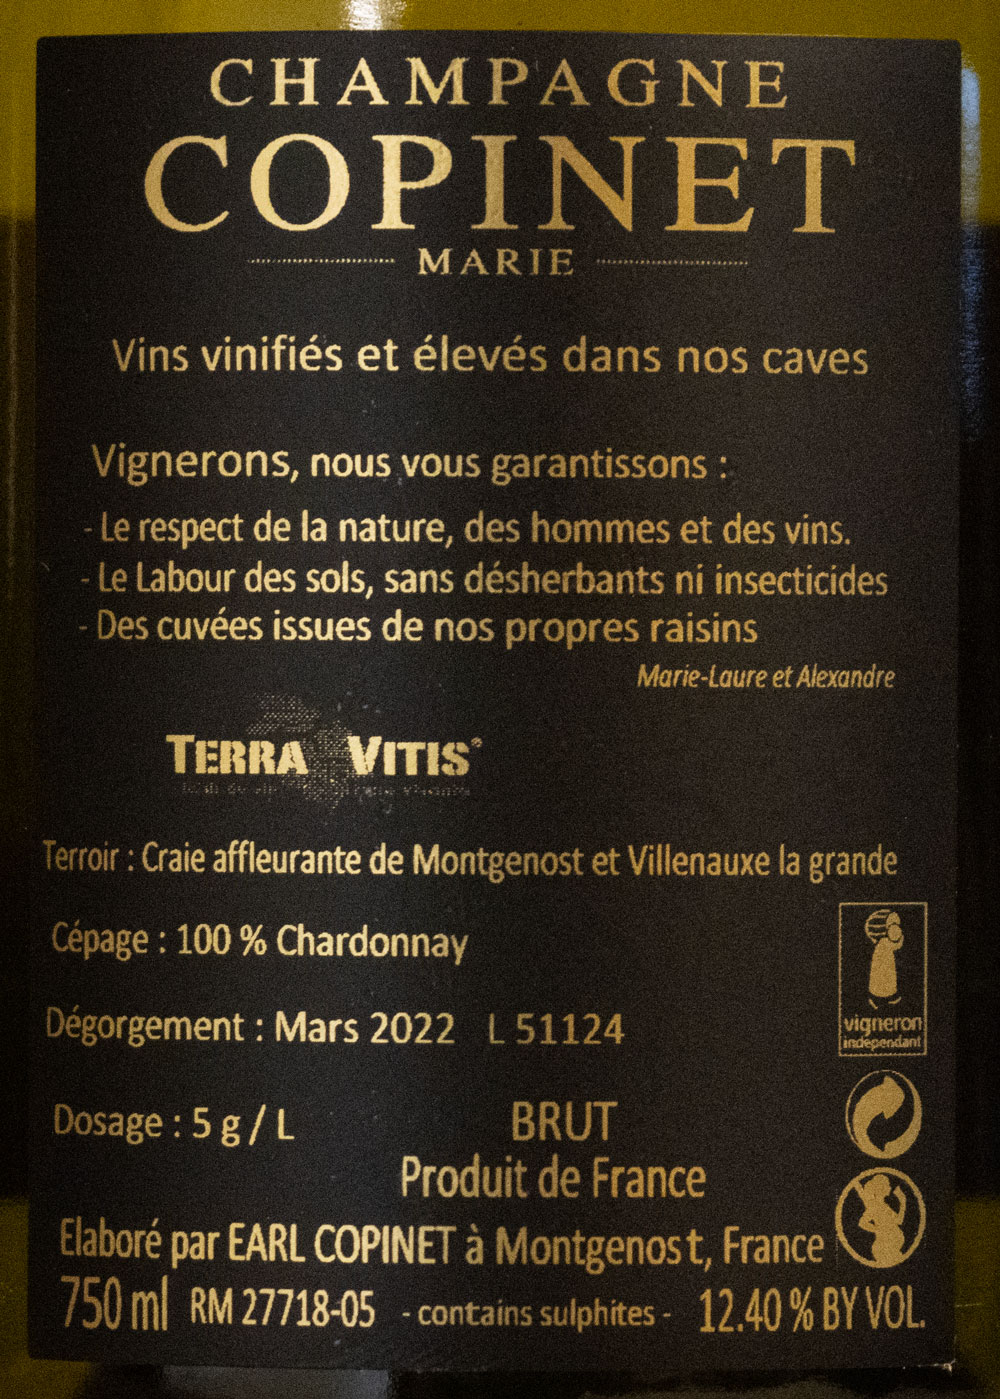 CHAMPAGNE
COPINET
MARIE
Vins vinifiés et élevés dans nos caves
Vignerons, nous vous garantissons :
- Le respect de la nature, des hommes et des vins.
- Le Labour des sols, sans désherbants ni insecticides
- Des cuvées issues de nos propres raisins
Marie-Laure et Alexandre
TERRA VITIS®
Terroir : Craie affleurante de Montgenost et Villenauxe la grande
Cépage : 100 % Chardonnay
vigneron
indépendant
Dégorgement : Mars 2022 L 51124
Dosage : 5 g / L
BRUT
Produit de France
Elaboré par EARL COPINET à Montgenost, France
750 ml RM 27718-05 - contains sulphites - 12.40 % BY VOL.